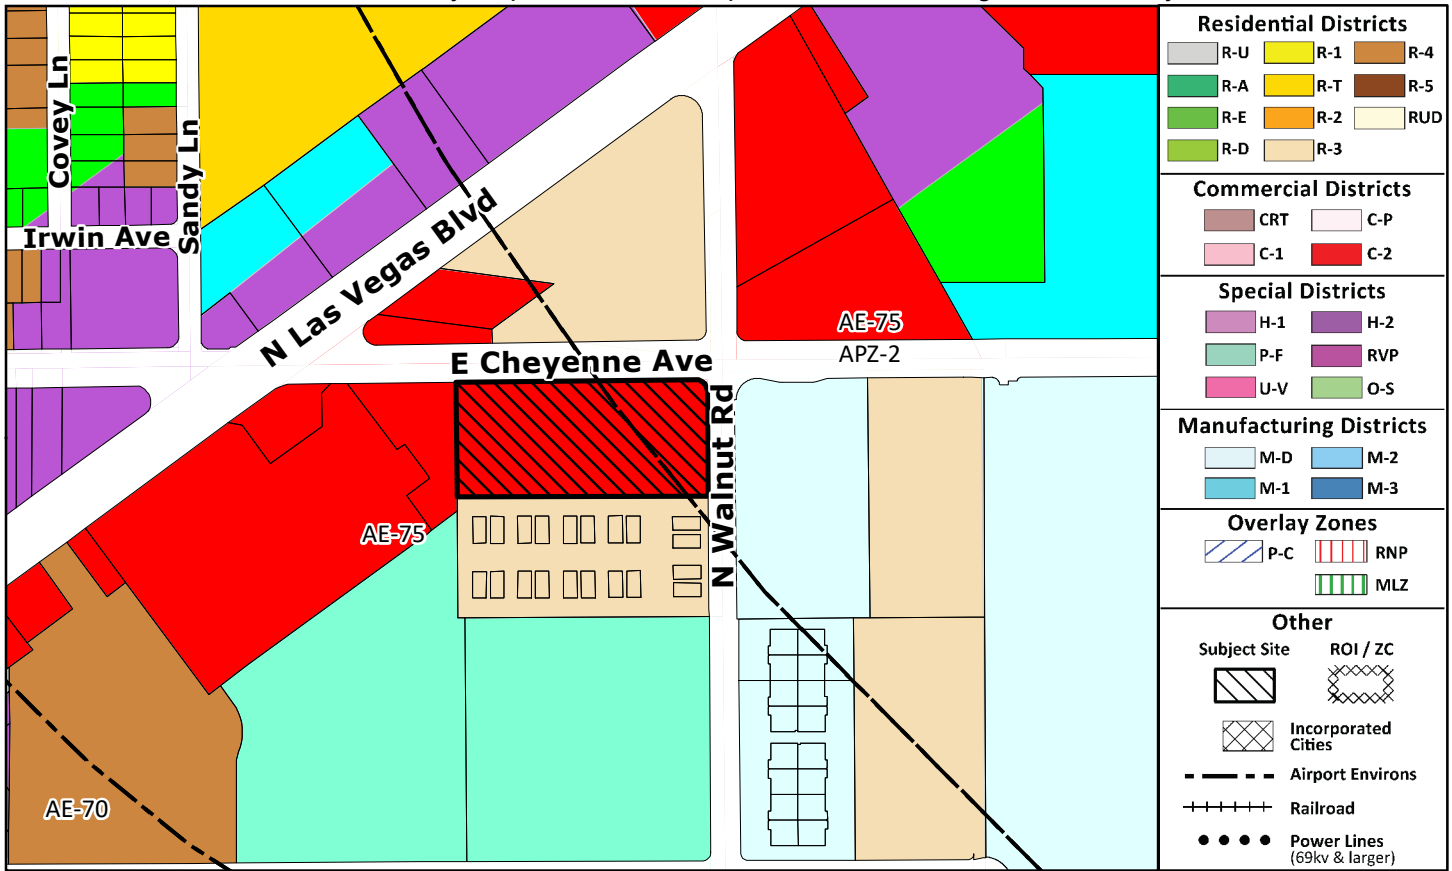 Covey Ln
Sandy Ln
Irwin Ave
N Las Vegas Blvd
AE-75
APZ-2
E Cheyenne Ave
N Walnut Rd
AE-75
AE-70
Residential Districts
R-U R-1 R-4
R-A R-T R-5
R-E R-2 RUD
R-D R-3
Commercial Districts
CRT C-P
C-1 C-2
Special Districts
H-1 H-2
P-F RVP
U-V O-S
Manufacturing Districts
M-D M-2
M-1 M-3
Overlay Zones
P-C RNP
MLZ
Other
Subject Site ROI / ZC
Incorporated
Cities
Airport Environs
Railroad
Power Lines
(69kv & larger)